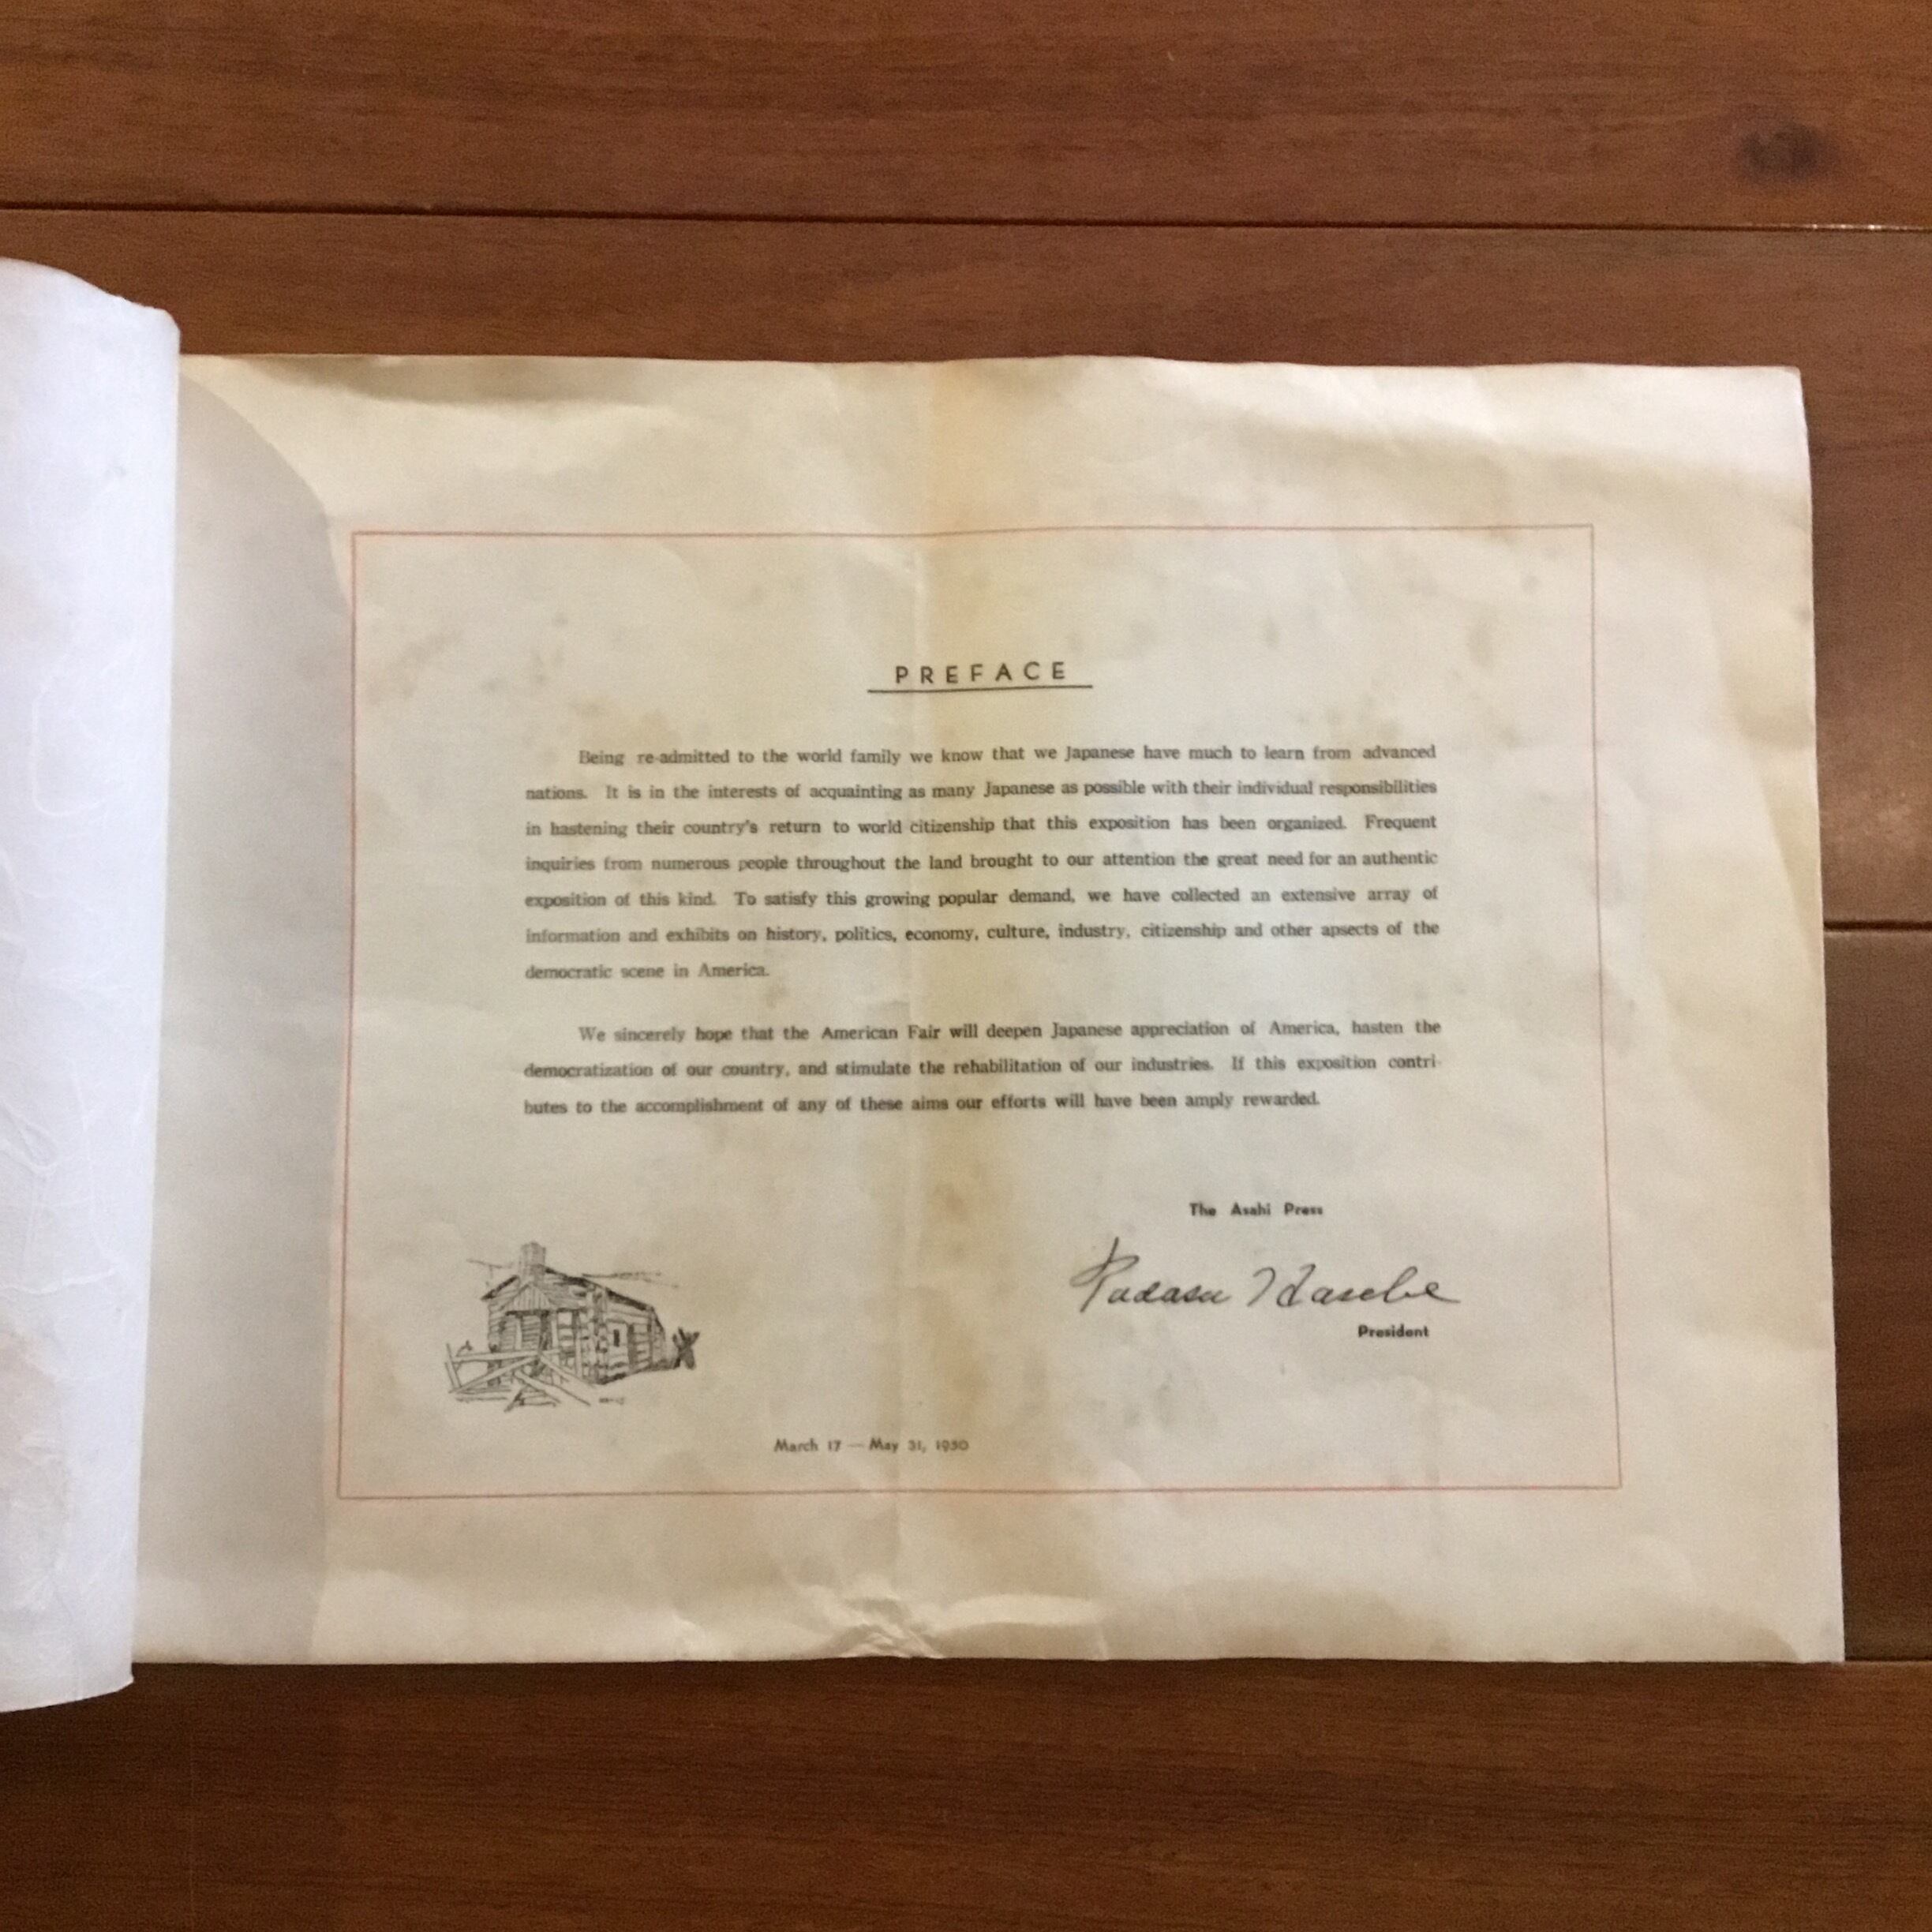 PREFACE
Being re-admitted to the world family we know that we Japanese have much to learn from advanced
nations. It is in the interests of acquainting as many Japanese as possible with their individual responsibilities
in hastening their country's return to world citizenship that this exposition has been organized. Frequent
inquiries from numerous people throughout the land brought to our attention the great need for an authentic
exposition of this kind. To satisfy this growing popular demand, we have collected an extensive array of
information and exhibits on history, politics, economy, culture, industry, citizenship and other apsects of the
democratic scene in America.
We sincerely hope that the American Fair will deepen Japanese appreciation of America, hasten the
democratization of our country, and stimulate the rehabilitation of our industries. If this exposition contri-
butes to the accomplishment of any of these aims our efforts will have been amply rewarded.
The Asahi Press
Tadasu Hasebe
President
March 17 — May 31, 1950